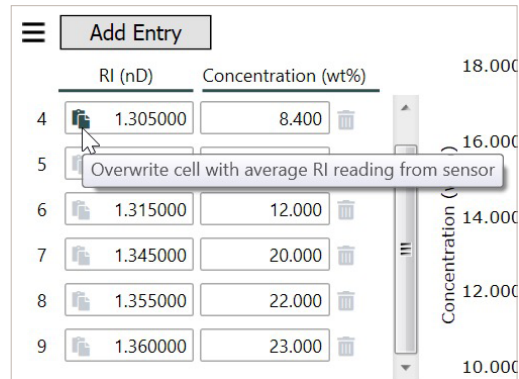 Add Entry
RI (nD) Concentration (wt%)
18.000
4 1.305000 8.400
16.000
5
Overwrite cell with average RI reading from sensor
6 1.315000 12.000
14.000
7 1.345000 20.000
Concentration (
8 1.355000 22.000
12.000
9 1.360000 23.000
10.000